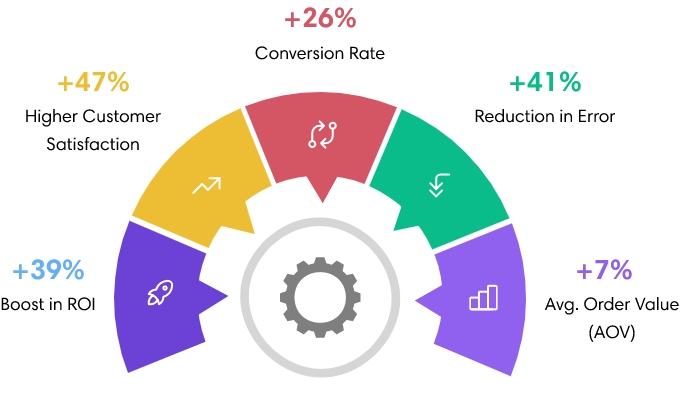 +26%
Conversion Rate
+47%
Higher Customer
Satisfaction
+41%
Reduction in Error
+39%
Boost in ROI
+7%
Avg. Order Value
(AOV)